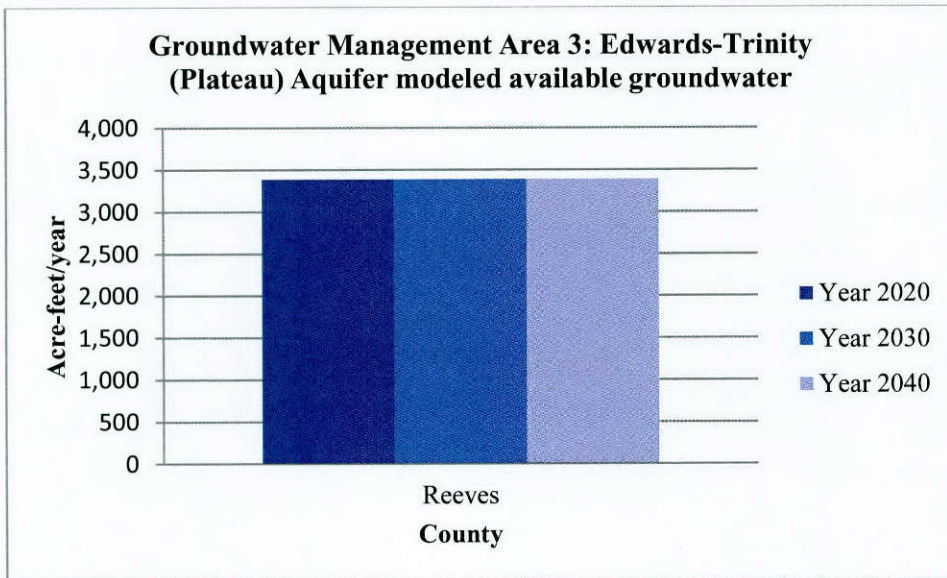 Groundwater Management Area 3: Edwards-Trinity
(Plateau) Aquifer modeled available groundwater
4,000
3,500
3,000
2,500
2,000
1,500
1,000
500
0
Acre-feet/year
Reeves
County
Year 2020
Year 2030
Year 2040